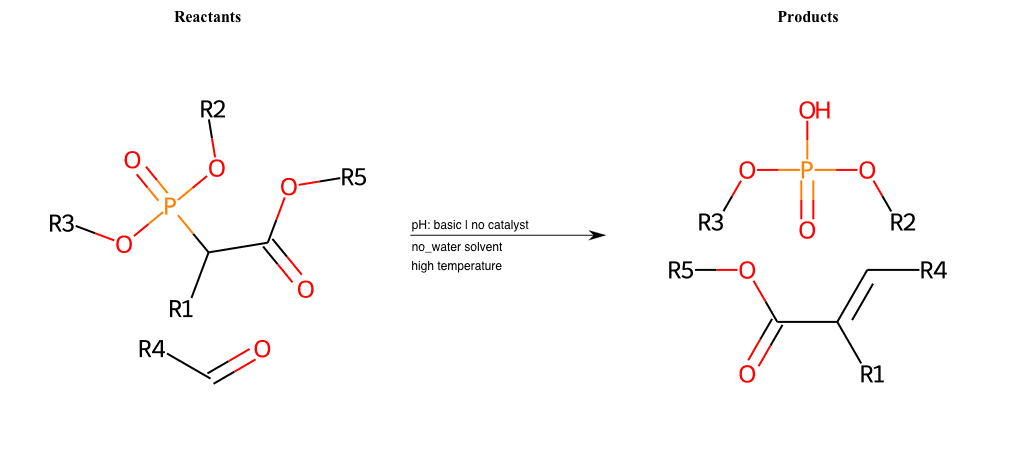 Reactants
Products
R2
O
O
P
R3
O
O
R5
O
R1
R4
O
pH: basic | no catalyst
no_water solvent
high temperature
OH
O
P
O
R3
O
R2
R5
O
R4
O
R1